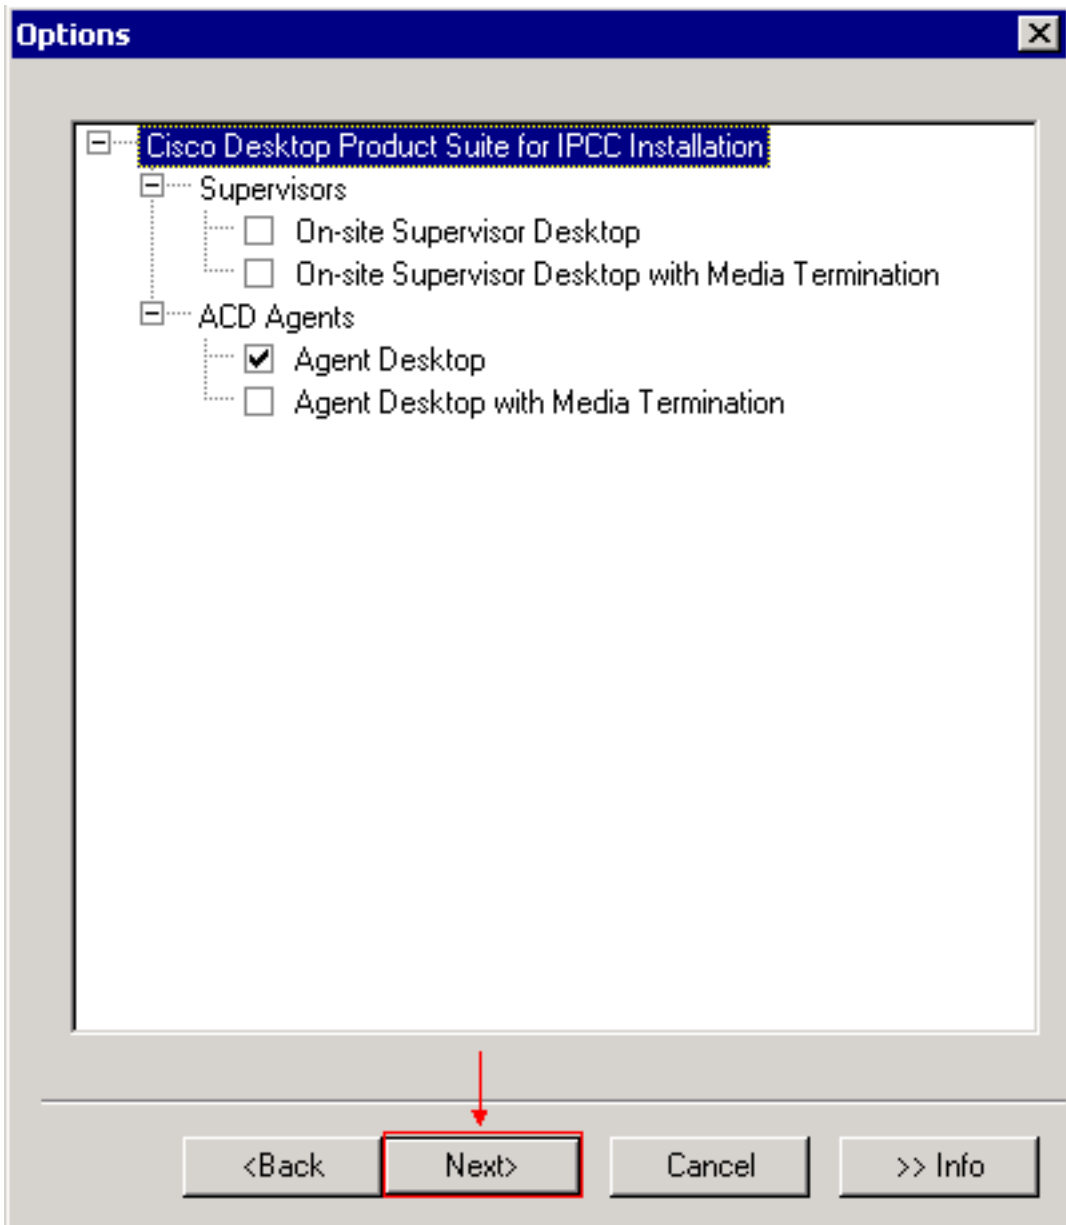 Options
Cisco Desktop Product Suite for IPCC Installation
Supervisors
On-site Supervisor Desktop
On-site Supervisor Desktop with Media Termination
ACD Agents
Agent Desktop
Agent Desktop with Media Termination
<Back Next> Cancel >> Info